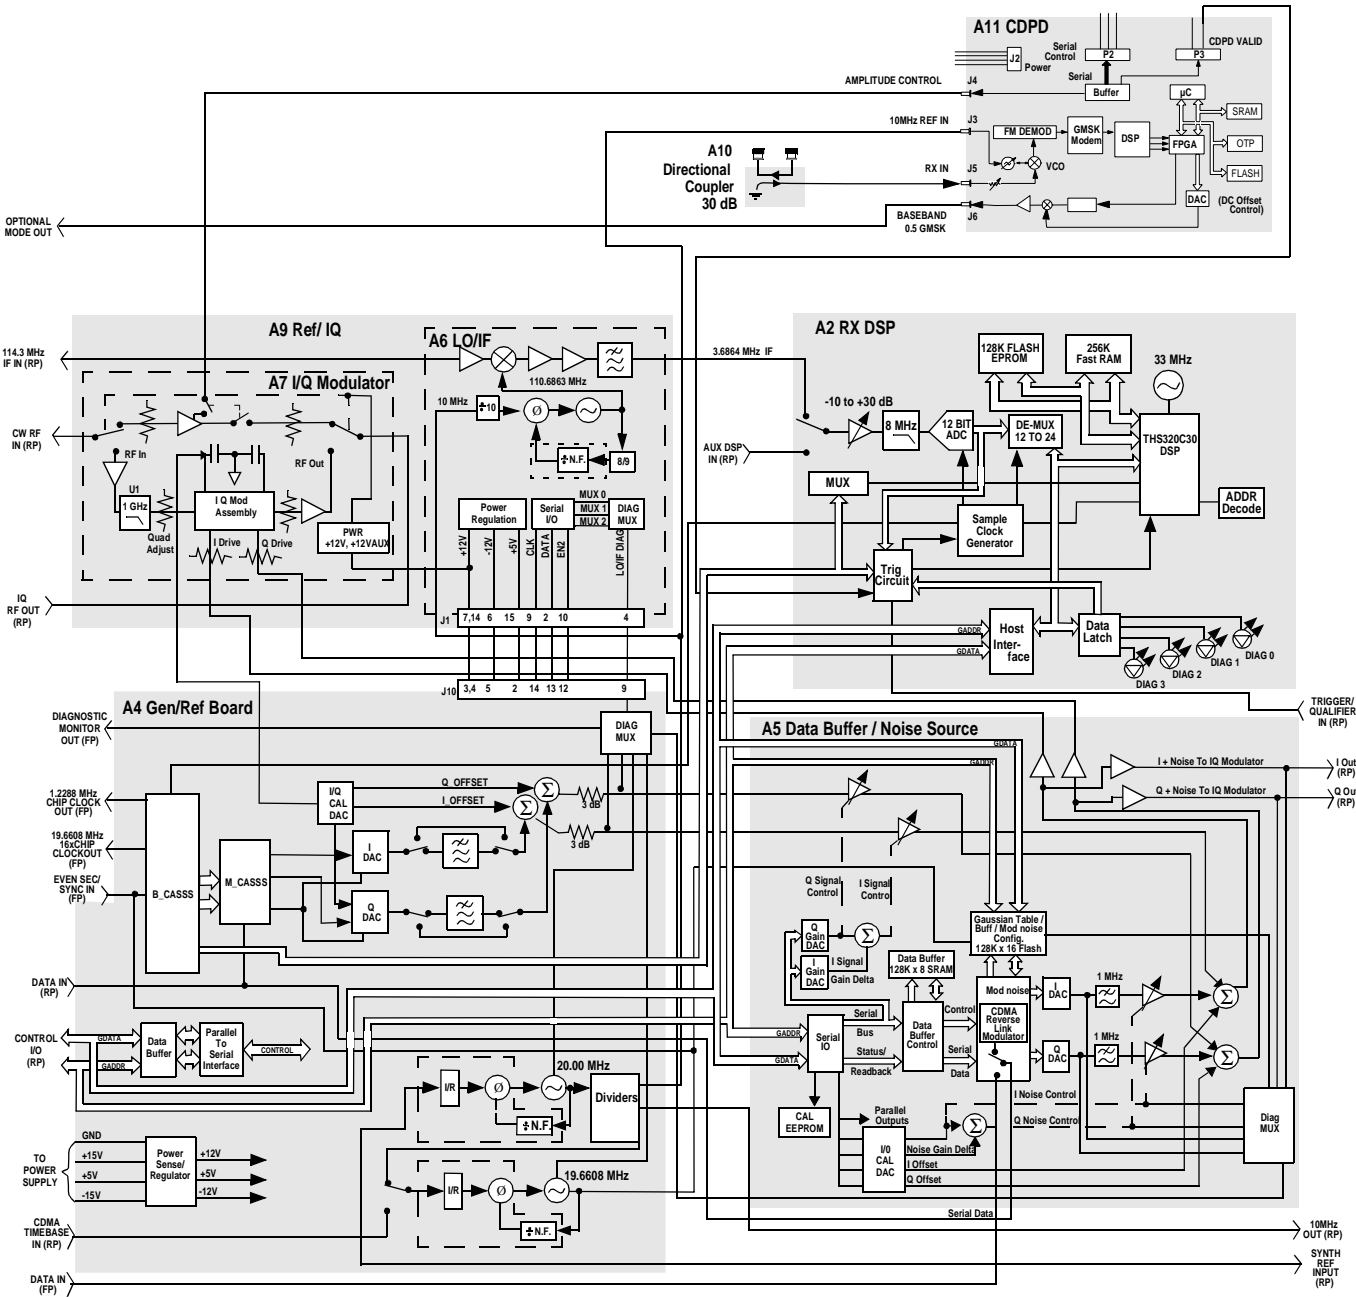 A11 CDPD
Serial
Control
P2
P3
CDPD VALID
J2
Power
Serial
Buffer
AMPLITUDE CONTROL
J4
µC
SRAM
10MHz REF IN
J3
FM DEMOD
GMSK
Modem
DSP
FPGA
OTP
FLASH
VCO
A10
Directional
Coupler
30 dB
RX IN
J5
DAC
(DC Offset
Control)
BASEBAND
0.5 GMSK
J6
OPTIONAL
MODE OUT
A9 Ref/ IQ
A6 LO/IF
114.3 MHz
IF IN (RP)
3.6864 MHz IF
110.6863 MHz
10 MHz
÷10
Ø
÷N.F.
8/9
A7 I/Q Modulator
CW RF
IN (RP)
RF In
RF Out
U1
1 GHz
Quad
Adjust
I Q Mod
Assembly
I Drive
Q Drive
PWR
+12V, +12VAUX
IQ
RF OUT
(RP)
Power
Regulation
Serial
I/O
MUX 0
MUX 1
MUX 2
DIAG
MUX
+12V
-12V
+5V
CLK
DATA
EN2
LO/IF DIAG
J1
7,14 6 15 9 2 10 4
J10
3,4 5 2 14 13 12 9
A2 RX DSP
128K FLASH
EPROM
256K
Fast RAM
33 MHz
-10 to +30 dB
8 MHz
12 BIT
ADC
DE-MUX
12 TO 24
THS320C30
DSP
AUX DSP
IN (RP)
MUX
ADDR
Decode
Sample
Clock
Generator
Trig
Circuit
GADDR
GDATA
Host
Inter-
face
Data
Latch
DIAG 0
DIAG 1
DIAG 2
DIAG 3
TRIGGER/
QUALIFIER
IN (RP)
A4 Gen/Ref Board
DIAGNOSTIC
MONITOR
OUT (FP)
DIAG
MUX
1.2288 MHz
CHIP CLOCK
OUT (FP)
19.6608 MHz
16xCHIP
CLOCKOUT
(FP)
EVEN SEC/
SYNC IN
(FP)
B_CASSS
M_CASSS
I/Q
CAL
DAC
Q_OFFSET
I_OFFSET
Σ
Σ
3 dB
3 dB
I
DAC
Q
DAC
DATA IN
(RP)
CONTROL
I/O
(RP)
GDATA
GADDR
Data
Buffer
Parallel
To
Serial
Interface
CONTROL
20.00 MHz
I/R
Ø
÷N.F.
Dividers
TO
POWER
SUPPLY
GND
+15V
+5V
-15V
Power
Sense/
Regulator
+12V
+5V
-12V
19.6608 MHz
I/R
Ø
÷N.F.
CDMA
TIMEBASE
IN (RP)
DATA IN
(FP)
A5 Data Buffer / Noise Source
GDATA
GADDR
I + Noise To IQ Modulator
I Out
(RP)
Q + Noise To IQ Modulator
Q Ou
(RP)
Q Signal
Control
I Signal
Control
Q
Gain
DAC
I
Gain
DAC
Σ
I Signal
Gain Delta
Gaussian Table /
Buff / Mod noise
Config.
128K x 16 Flash
Data Buffer
128K x 8 SRAM
Mod noise
CDMA
Reverse
Link
Modulator
I
DAC
Q
DAC
1 MHz
1 MHz
Σ
Σ
GADDR
GDATA
Serial
IO
Serial
Bus
Status/
Readback
Data
Buffer
Control
Control
Serial
Data
CAL
EEPROM
Parallel
Outputs
I/0
CAL
DAC
Σ
I Noise Control
Q Noise Control
Noise Gain Delta
I Offset
Q Offset
Diag
MUX
Serial Data
10MHz
OUT (RP)
SYNTH
REF
INPUT
(RP)